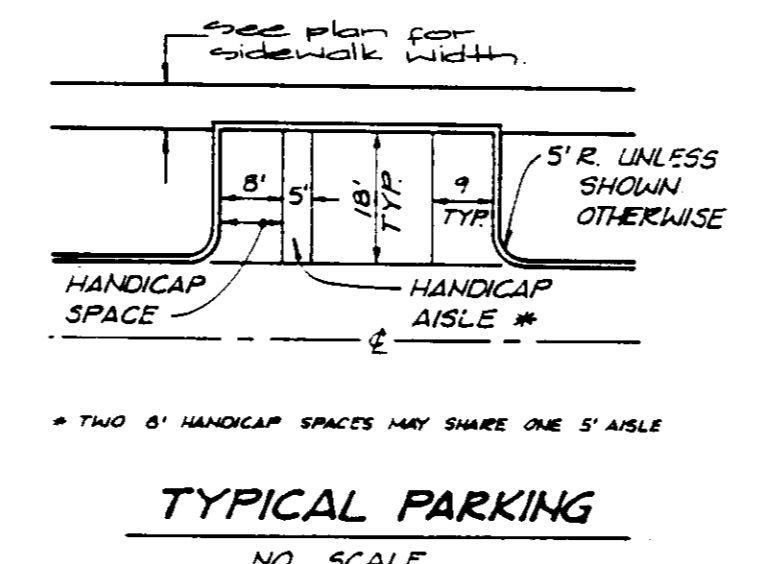 See plan for
sidewalk width.
5' R. UNLESS
SHOWN
OTHERWISE
8'
5'
18'
TYP.
9
TYP.
HANDICAP
SPACE
HANDICAP
AISLE *
℄
* TWO 8' HANDICAP SPACES MAY SHARE ONE 5' AISLE
TYPICAL PARKING
NO SCALE